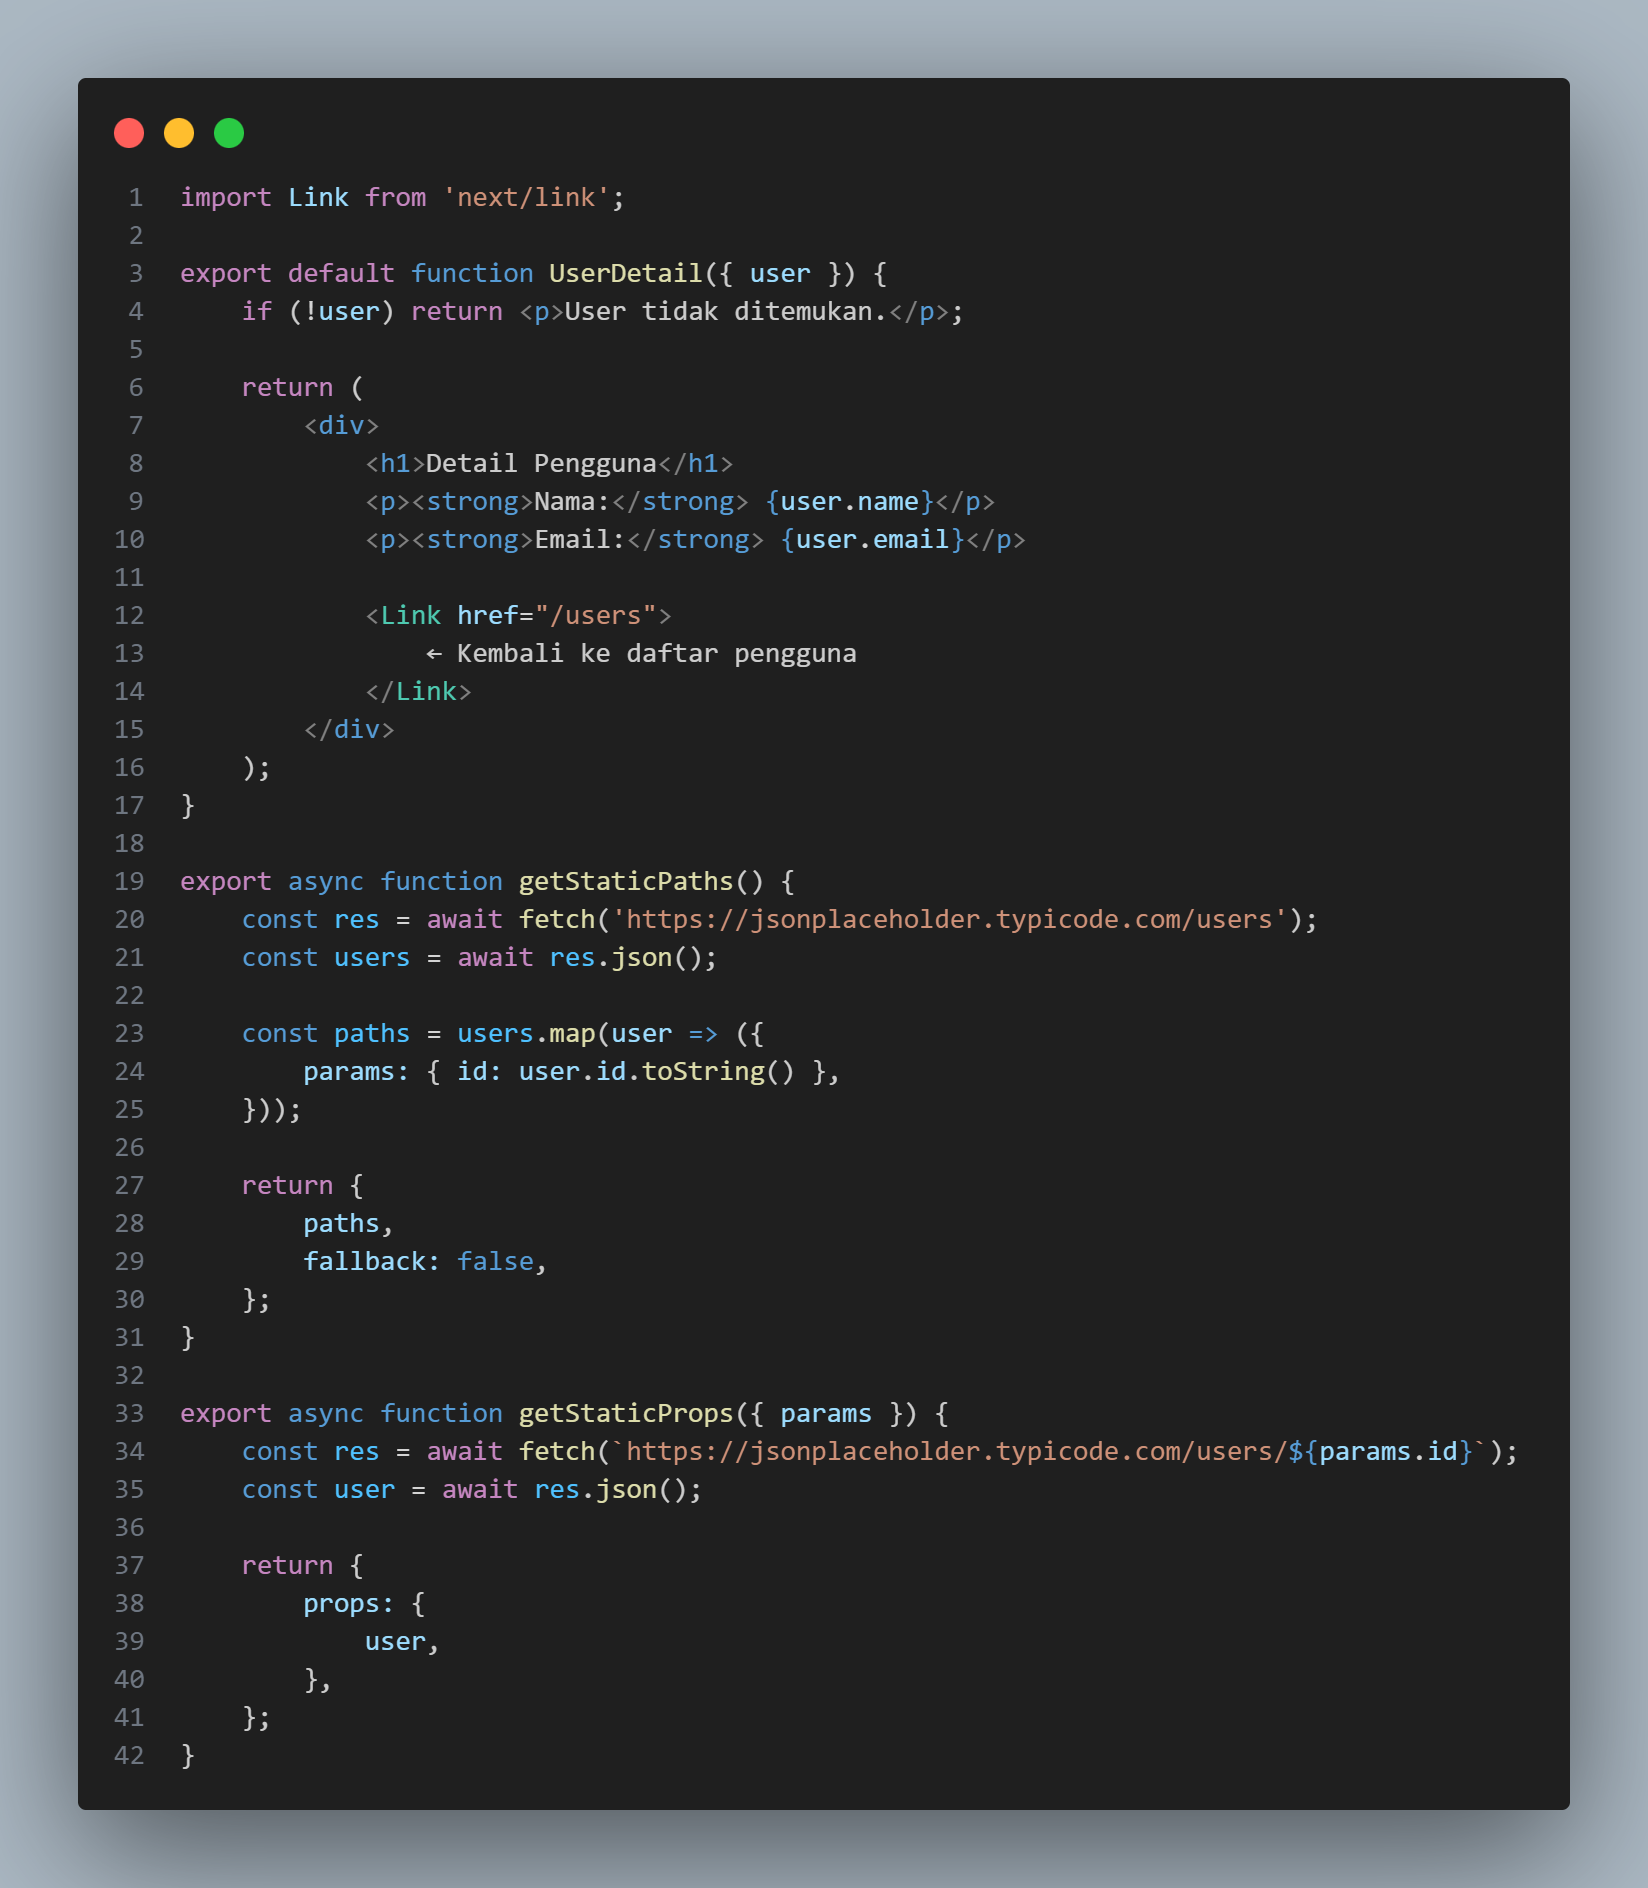 1 import Link from 'next/link';
2
3 export default function UserDetail({ user }) {
4     if (!user) return <p>User tidak ditemukan.</p>;
5
6     return (
7         <div>
8             <h1>Detail Pengguna</h1>
9             <p><strong>Nama:</strong> {user.name}</p>
10             <p><strong>Email:</strong> {user.email}</p>
11
12             <Link href="/users">
13                 ← Kembali ke daftar pengguna
14             </Link>
15         </div>
16     );
17 }
18
19 export async function getStaticPaths() {
20     const res = await fetch('https://jsonplaceholder.typicode.com/users');
21     const users = await res.json();
22
23     const paths = users.map(user => ({
24         params: { id: user.id.toString() },
25     }));
26
27     return {
28         paths,
29         fallback: false,
30     };
31 }
32
33 export async function getStaticProps({ params }) {
34     const res = await fetch(`https://jsonplaceholder.typicode.com/users/${params.id}`);
35     const user = await res.json();
36
37     return {
38         props: {
39             user,
40         },
41     };
42 }